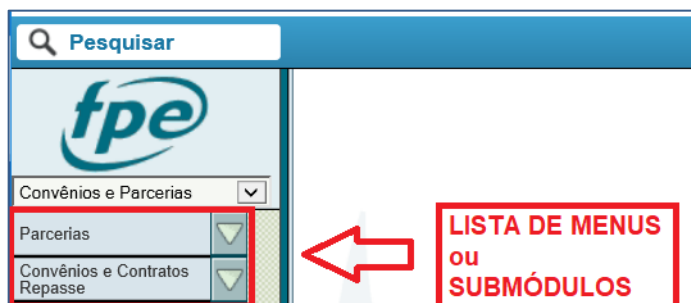 Pesquisar
fpe
Convênios e Parcerias
Parcerias
Convênios e Contratos
Repasse
LISTA DE MENUS
ou
SUBMÓDULOS